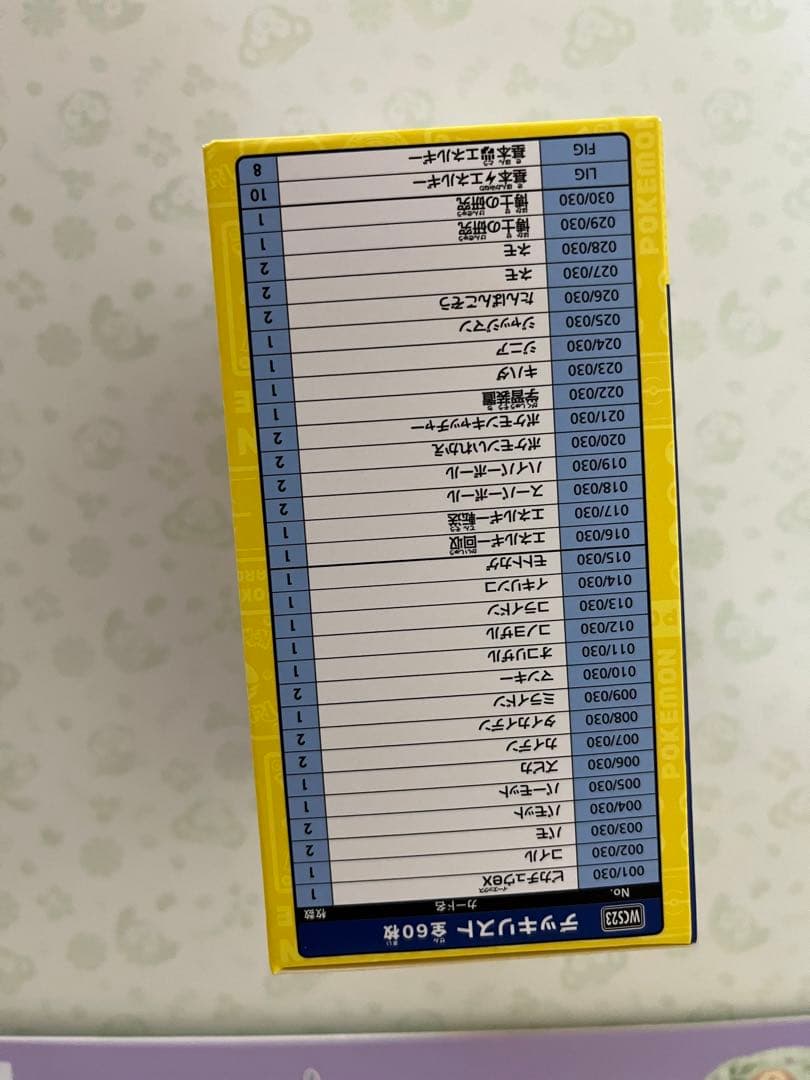 WCS23 デッキリスト 全60枚
No. カード名 枚数
001/030 ピカチュウex 1
002/030 コイル 1
003/030 パモ 2
004/030 パモット 2
005/030 パーモット 1
006/030 ズピカ 1
007/030 カイデン 2
008/030 タイカイデン 2
009/030 ミライドン 1
010/030 マンキー 2
011/030 オコリザル 1
012/030 コノヨザル 1
013/030 コライドン 1
014/030 イキリンコ 1
015/030 モトトカゲ 1
016/030 エネルギー回収 1
017/030 エネルギー転送 1
018/030 スーパーボール 2
019/030 ハイパーボール 2
020/030 ポケモンいれかえ 2
021/030 ポケモンキャッチャー 2
022/030 学習装置 1
023/030 キハダ 1
024/030 ジニア 1
025/030 ジャッジマン 1
026/030 たんぱんこぞう 2
027/030 ネモ 2
028/030 ネモ 2
029/030 博士の研究 1
030/030 博士の研究 1
LIG 基本エネルギー 10
FIG 基本エネルギー 8
POKÉMON
POKÉMON